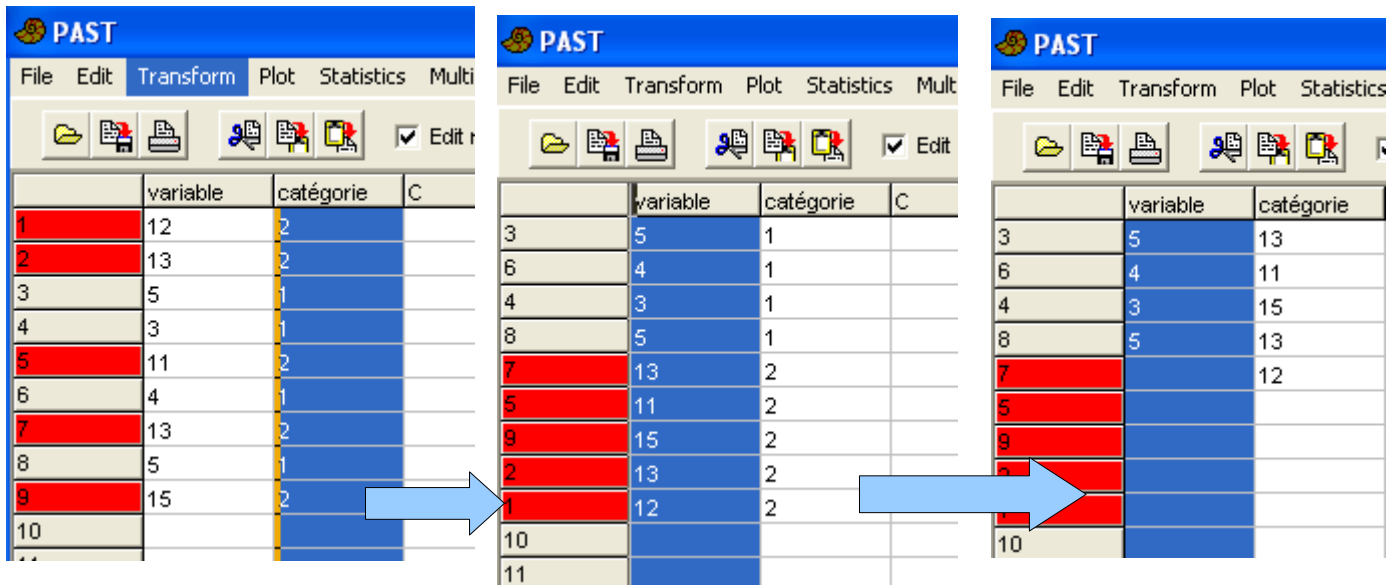 PAST
File Edit Transform Plot Statistics Multi
Edit r
variable catégorie C
1 12 2
2 13 2
3 5 1
4 3 1
5 11 2
6 4 1
7 13 2
8 5 1
9 15 2
10
PAST
File Edit Transform Plot Statistics Mult
Edit
variable catégorie C
3 5 1
6 4 1
4 3 1
8 5 1
7 13 2
5 11 2
9 15 2
2 13 2
1 12 2
10
11
PAST
File Edit Transform Plot Statistics
variable catégorie
3 5 13
6 4 11
4 3 15
8 5 13
7 12
5
9
10